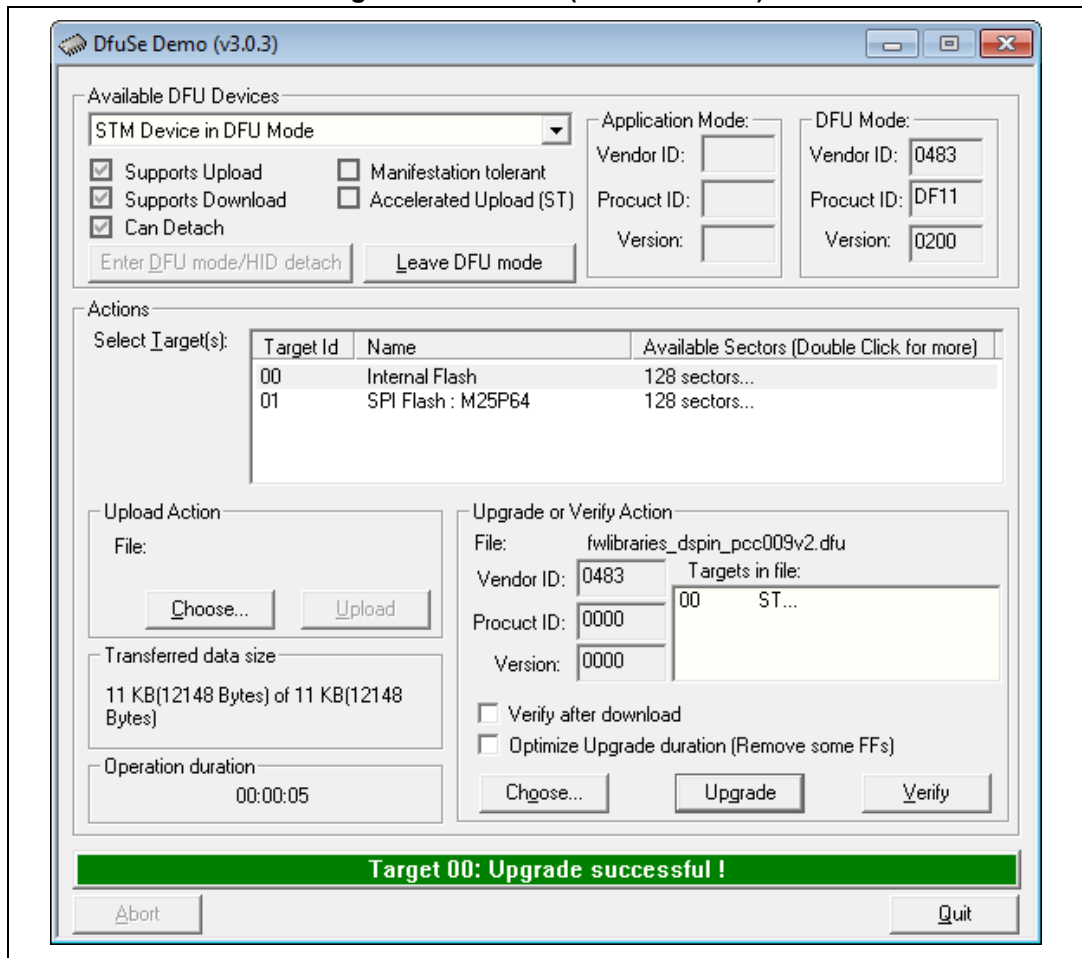 DfuSe Demo (v3.0.3)
Available DFU Devices
STM Device in DFU Mode
Supports Upload
Manifestation tolerant
Supports Download
Accelerated Upload (ST)
Can Detach
Enter DFU mode/HID detach
Leave DFU mode
Application Mode:
Vendor ID:
Procuct ID:
Version:
DFU Mode:
Vendor ID: 0483
Procuct ID: DF11
Version: 0200
Actions
Select Target(s):
Target Id Name Available Sectors (Double Click for more)
00 Internal Flash 128 sectors...
01 SPI Flash : M25P64 128 sectors...
Upload Action
File:
Choose... Upload
Transferred data size
11 KB(12148 Bytes) of 11 KB(12148
Bytes)
Operation duration
00:00:05
Upgrade or Verify Action
File: fwlibraries_dspin_pcc009v2.dfu
Vendor ID: 0483
Procuct ID: 0000
Version: 0000
Targets in file:
00 ST...
Verify after download
Optimize Upgrade duration (Remove some FFs)
Choose... Upgrade Verify
Target 00: Upgrade successful !
Abort Quit